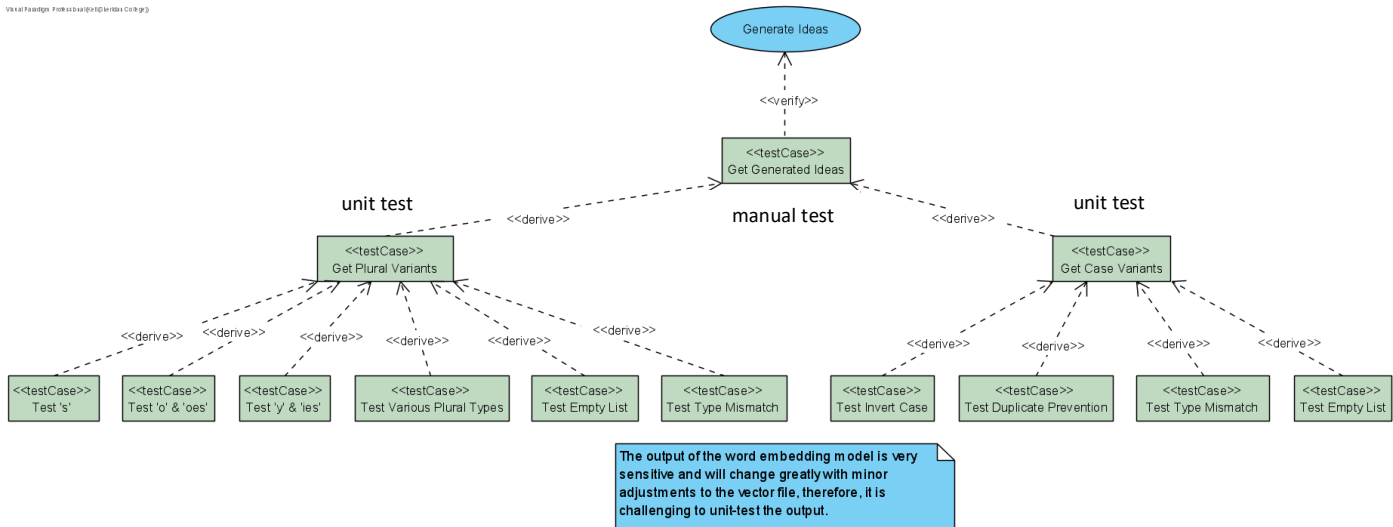 Visual Paradigm Professional(Kell(Sheridan College))
Generate Ideas
<<verify>>
<<testCase>>
Get Generated Ideas
unit test
manual test
unit test
<<derive>>
<<derive>>
<<testCase>>
Get Plural Variants
<<testCase>>
Get Case Variants
<<derive>>
<<derive>>
<<derive>>
<<derive>>
<<derive>>
<<derive>>
<<derive>>
<<derive>>
<<derive>>
<<derive>>
<<testCase>>
Test 's'
<<testCase>>
Test 'o' & 'oes'
<<testCase>>
Test 'y' & 'ies'
<<testCase>>
Test Various Plural Types
<<testCase>>
Test Empty List
<<testCase>>
Test Type Mismatch
<<testCase>>
Test Invert Case
<<testCase>>
Test Duplicate Prevention
<<testCase>>
Test Type Mismatch
<<testCase>>
Test Empty List
The output of the word embedding model is very
sensitive and will change greatly with minor
adjustments to the vector file, therefore, it is
challenging to unit-test the output.